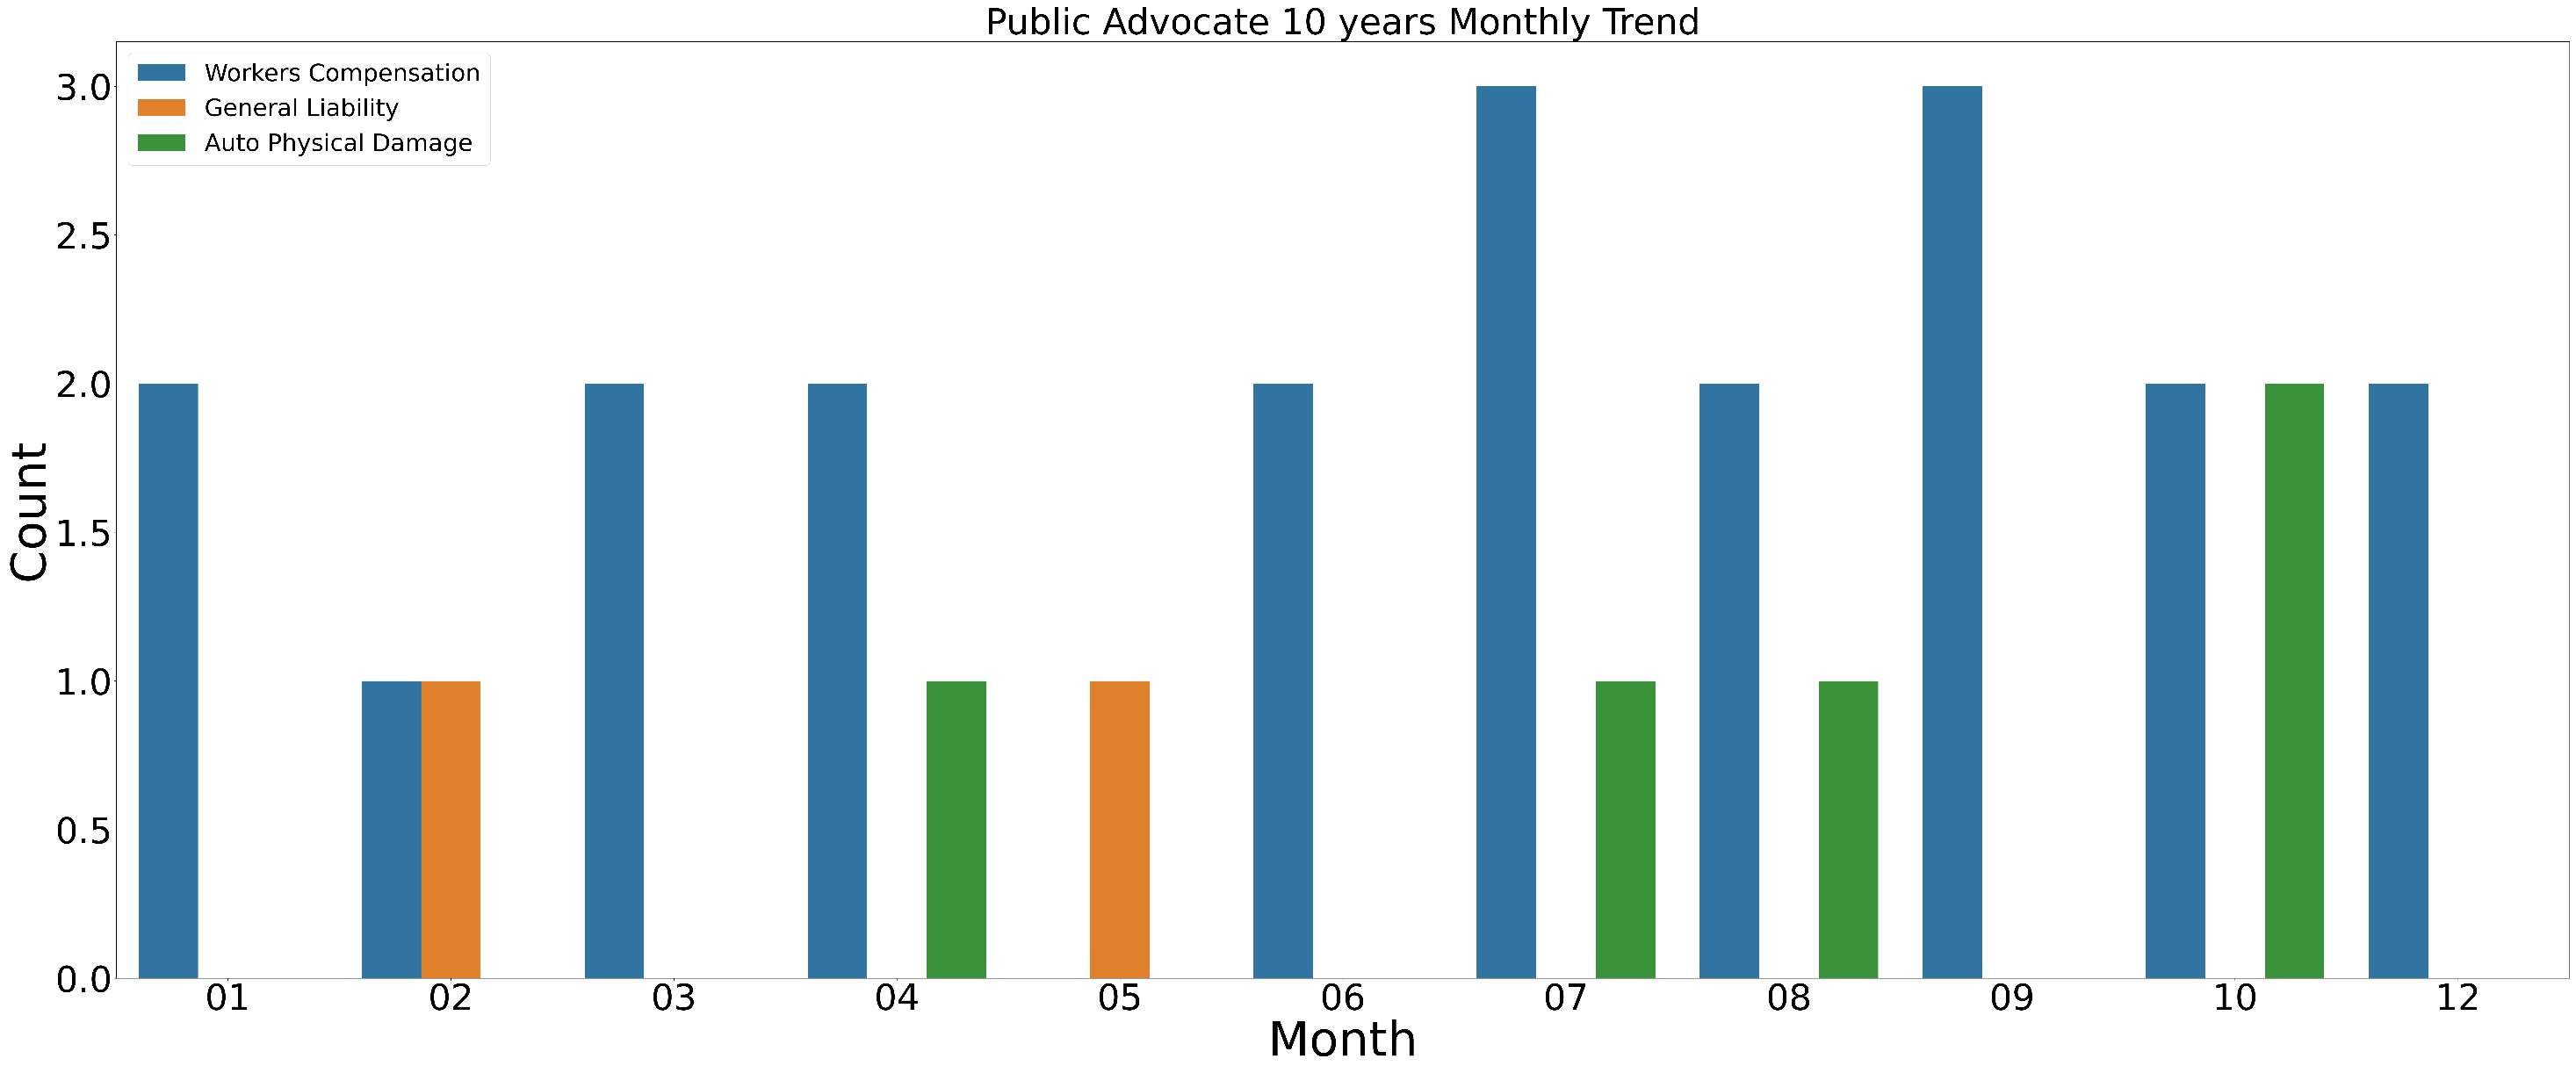 Public Advocate 10 years Monthly Trend
Workers Compensation
General Liability
Auto Physical Damage
3.0
2.5
2.0
1.5
1.0
0.5
0.0
Count
01 02 03 04 05 06 07 08 09 10 12
Month